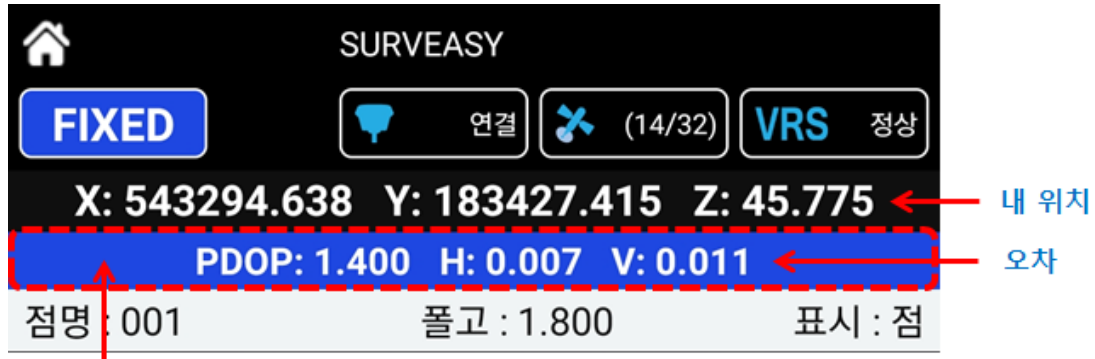 SURVEASY
FIXED 연결 (14/32) VRS 정상
X: 543294.638 Y: 183427.415 Z: 45.775 내 위치
PDOP: 1.400 H: 0.007 V: 0.011 오차
점명 : 001 폴고 : 1.800 표시 : 점